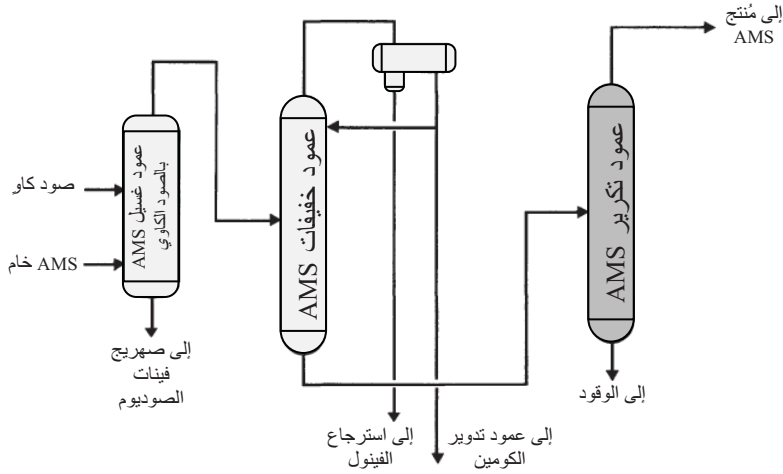 إلى مُنتج
AMS
صود كاوٍ
AMS خام
عمود غسيل AMS
بالصود الكاوي
عمود خفيفات AMS
عمود تكرير AMS
إلى صهريج
فينات
الصوديوم
إلى استرجاع
الفينول
إلى عمود تدوير
الكومين
إلى الوقود